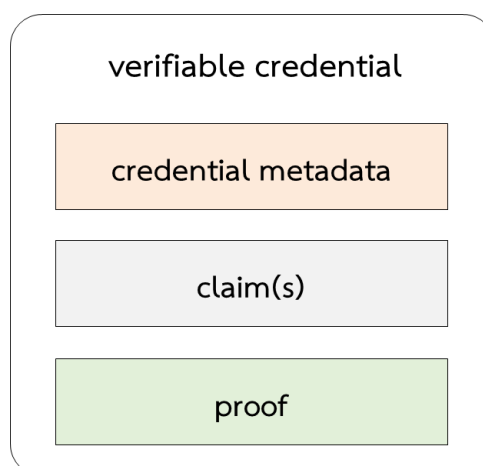 verifiable credential
credential metadata
claim(s)
proof